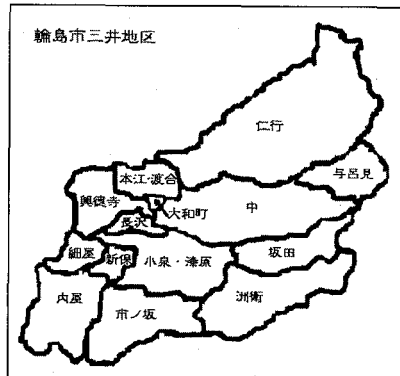 輪島市三井地区
仁行
本江・渡合
与呂見
興徳寺
大和町
中
長沢
細屋
新保
小泉・漆原
坂田
内屋
市ノ坂
洲衛